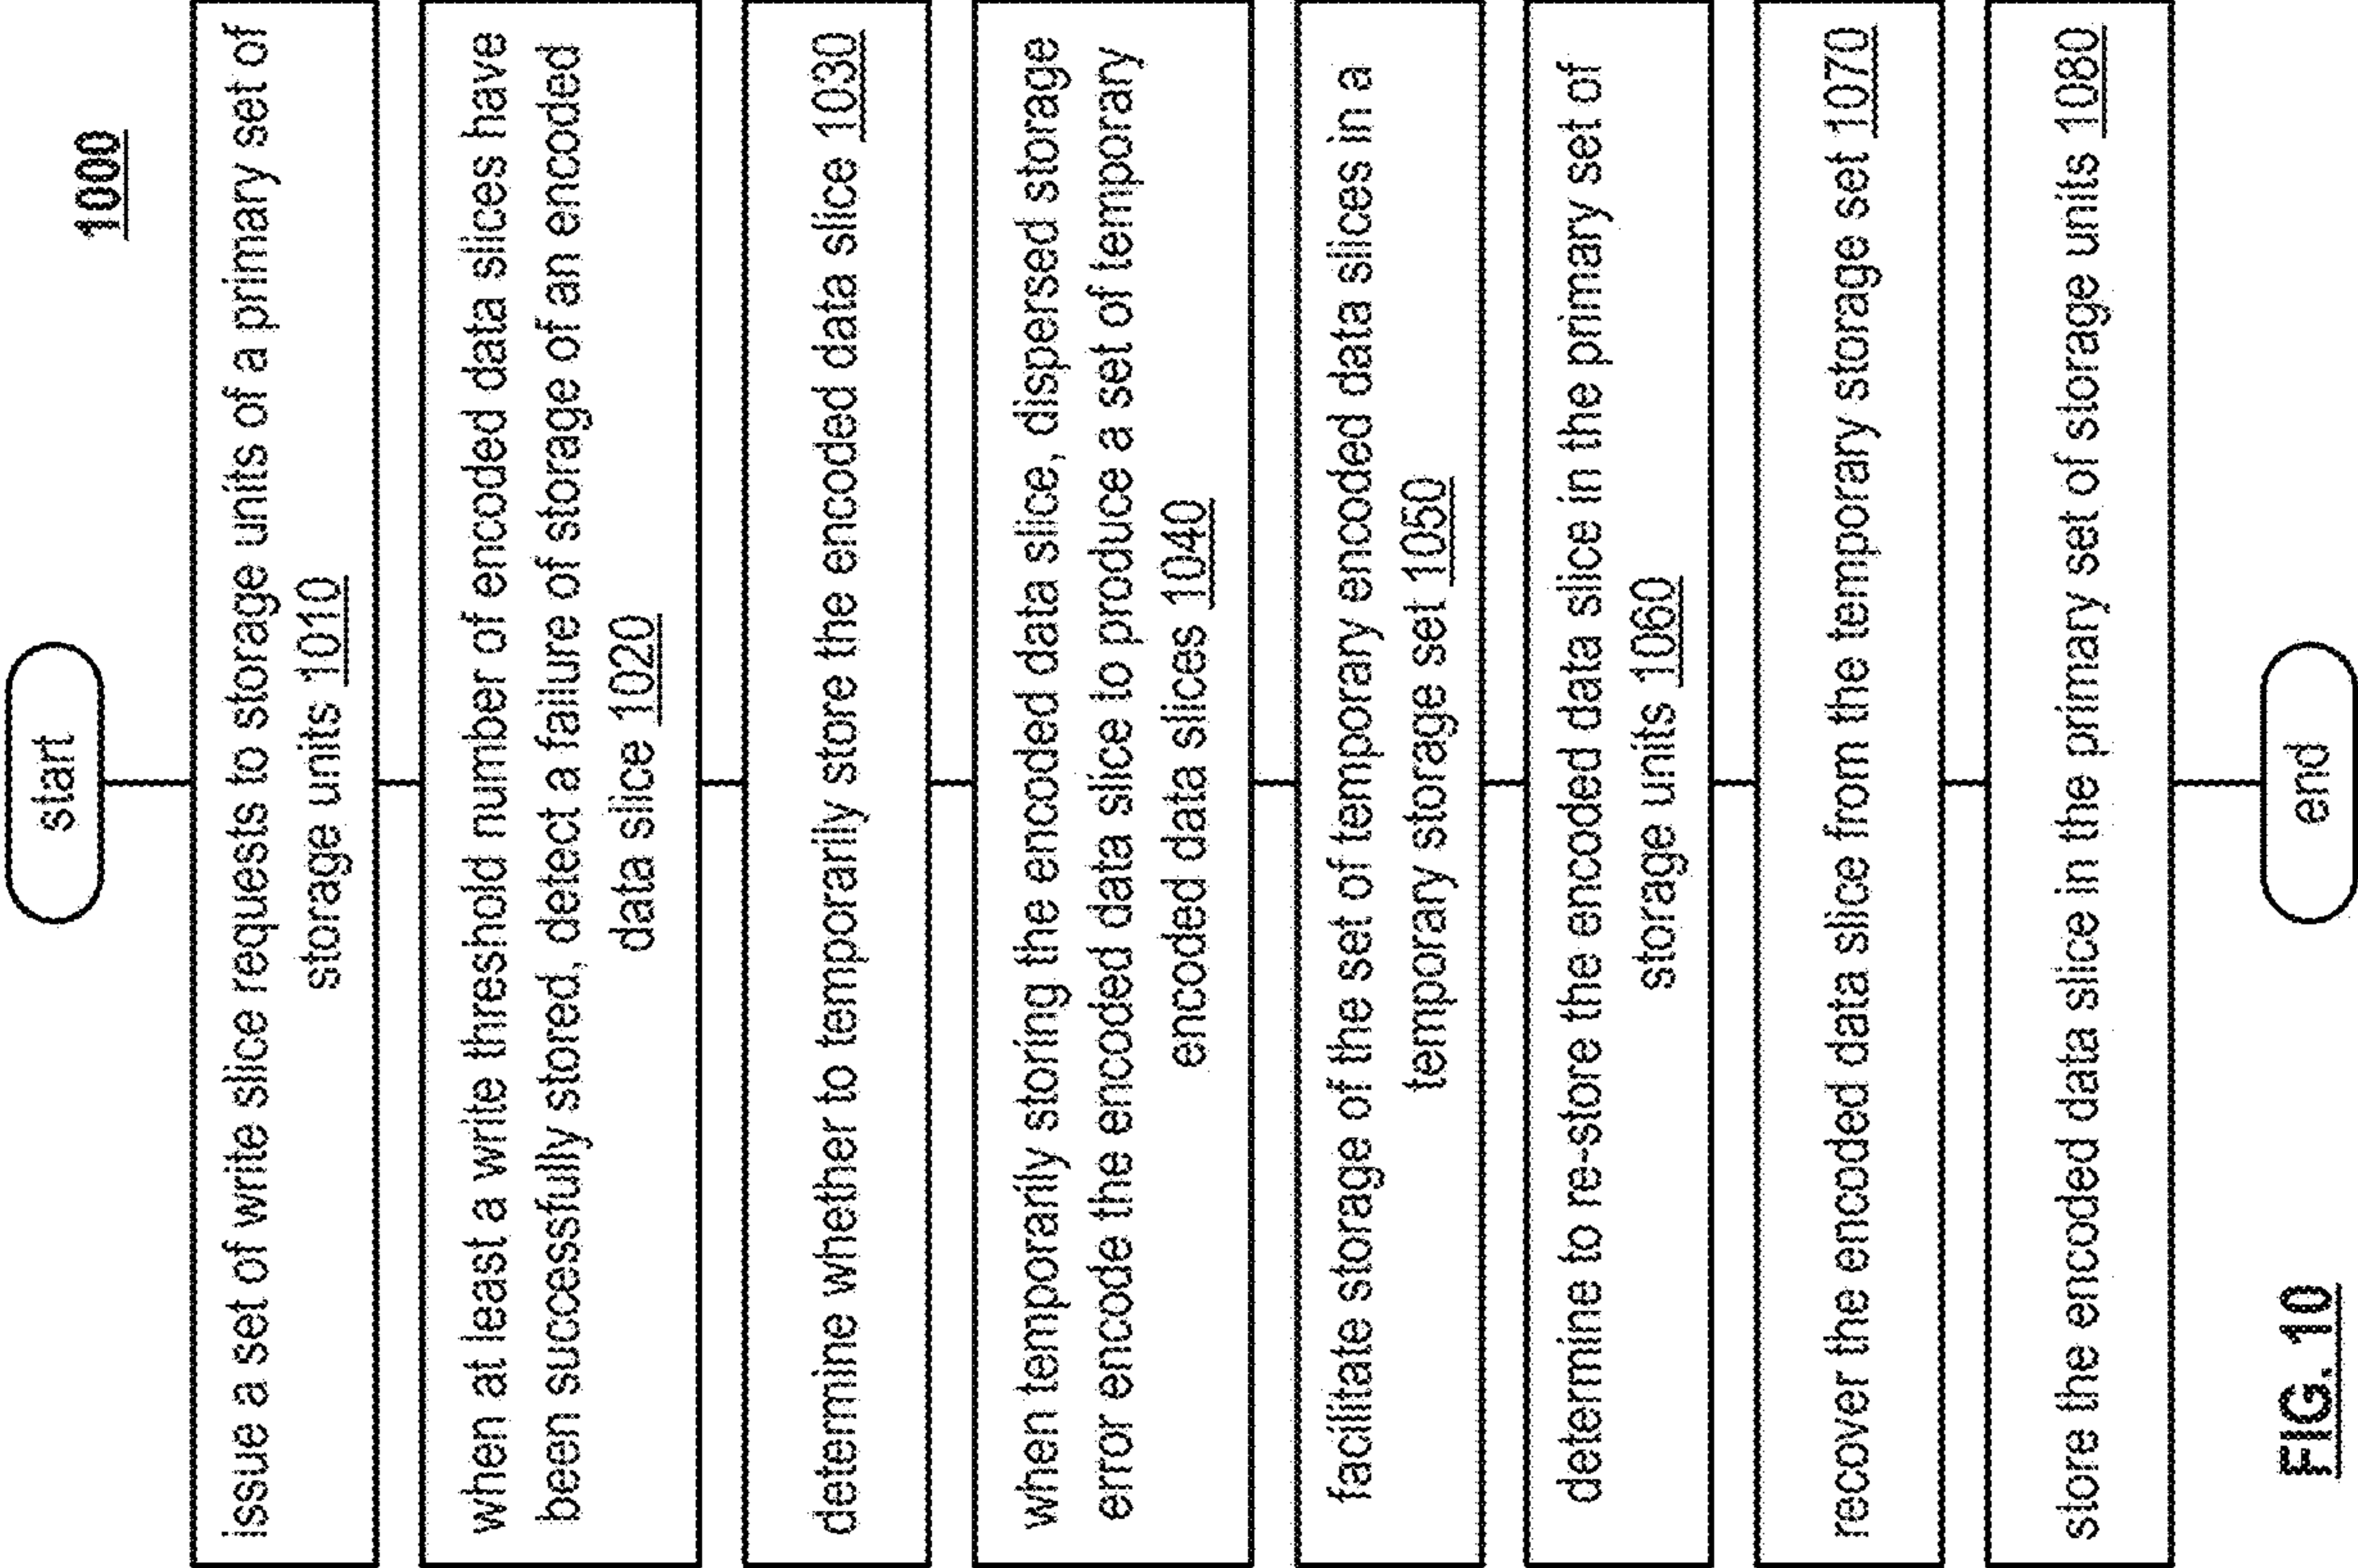 1000
start
issue a set of write slice requests to storage units of a primary set of
storage units 1010
when at least a write threshold number of encoded data slices have
been successfully stored, detect a failure of storage of an encoded
data slice 1020
determine whether to temporarily store the encoded data slice 1030
when temporarily storing the encoded data slice, dispersed storage
error encode the encoded data slice to produce a set of temporary
encoded data slices 1040
facilitate storage of the set of temporary encoded data slices in a
temporary storage set 1050
determine to re-store the encoded data slice in the primary set of
storage units 1060
recover the encoded data slice from the temporary storage set 1070
store the encoded data slice in the primary set of storage units 1080
end
FIG. 10